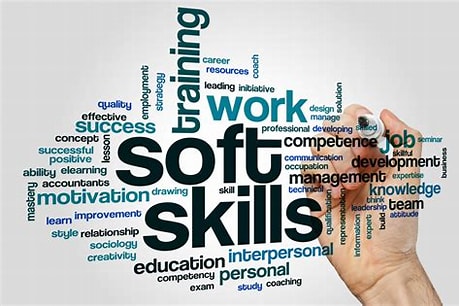 training
career
resources
coach
employment
strategy
leading initiative
work
design
manage
solution
quality
effective
success
professional developing skilled
concept
lesson
soft
competence
job
seminar
successful
positive
communication
skillful
business
ability elearning
occupation
development
mastery
accountants
management
expertise
motivation
drawing
skill
technical
think
knowledge
learn improvement
skills
qualification
representation
information
expert
build
leader
team
attitude
style relationship
sociology
creativity
education
interpersonal
competency
personal
exam
study
coaching